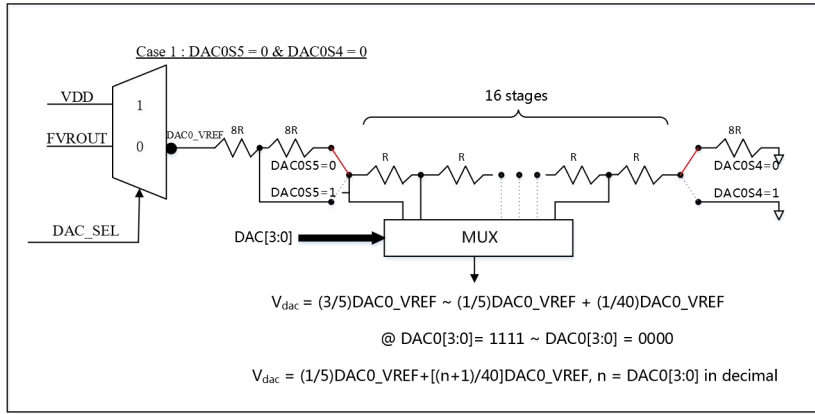 Case 1 : DAC0S5 = 0 & DAC0S4 = 0
VDD
1
16 stages
FVROUT
0
DAC0_VREF
8R
8R
8R
DAC0S5=0
R
R
R
R
DAC0S4=0
DAC0S5=1
DAC0S4=1
DAC_SEL
DAC[3:0]
MUX
Vdac = (3/5)DAC0_VREF ~ (1/5)DAC0_VREF + (1/40)DAC0_VREF
@ DAC0[3:0]= 1111 ~ DAC0[3:0] = 0000
Vdac = (1/5)DAC0_VREF+[(n+1)/40]DAC0_VREF, n = DAC0[3:0] in decimal